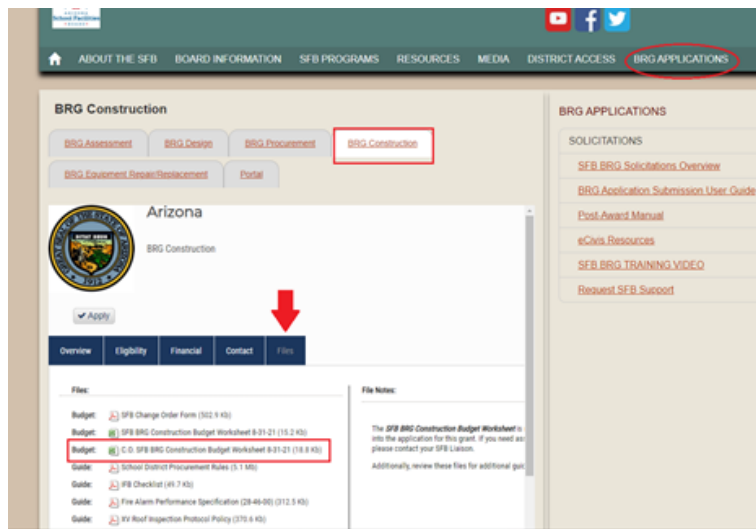 ARIZONA
School Facilities
ABOUT THE SFB BOARD INFORMATION SFB PROGRAMS RESOURCES MEDIA DISTRICT ACCESS BRG APPLICATIONS
BRG Construction
BRG Assessment BRG Design BRG Procurement BRG Construction
BRG Equipment Repair/Replacement Portal
Arizona
BRG Construction
Apply
Overview Eligibility Financial Contact Files
Files:
Budget: SFB Change Order Form (502.9 Kb)
Budget: SFB BRG Construction Budget Worksheet 8-31-21 (15.2 Kb)
Budget: C.O. SFB BRG Construction Budget Worksheet 8-31-21 (18.8 Kb)
Guide: School District Procurement Rules (5.1 Mb)
Guide: IFB Checklist (49.7 Kb)
Guide: Fire Alarm Performance Specification (28-46-00) (312.5 Kb)
Guide: XV Roof Inspection Protocol Policy (370.6 Kb)
File Notes:
The SFB BRG Construction Budget Worksheet is
into the application for this grant. If you need as
please contact your SFB Liaison.
Additionally, review these files for additional guid
BRG APPLICATIONS
SOLICITATIONS
SFB BRG Solicitations Overview
BRG Application Submission User Guide
Post-Award Manual
eCivis Resources
SFB BRG TRAINING VIDEO
Request SFB Support